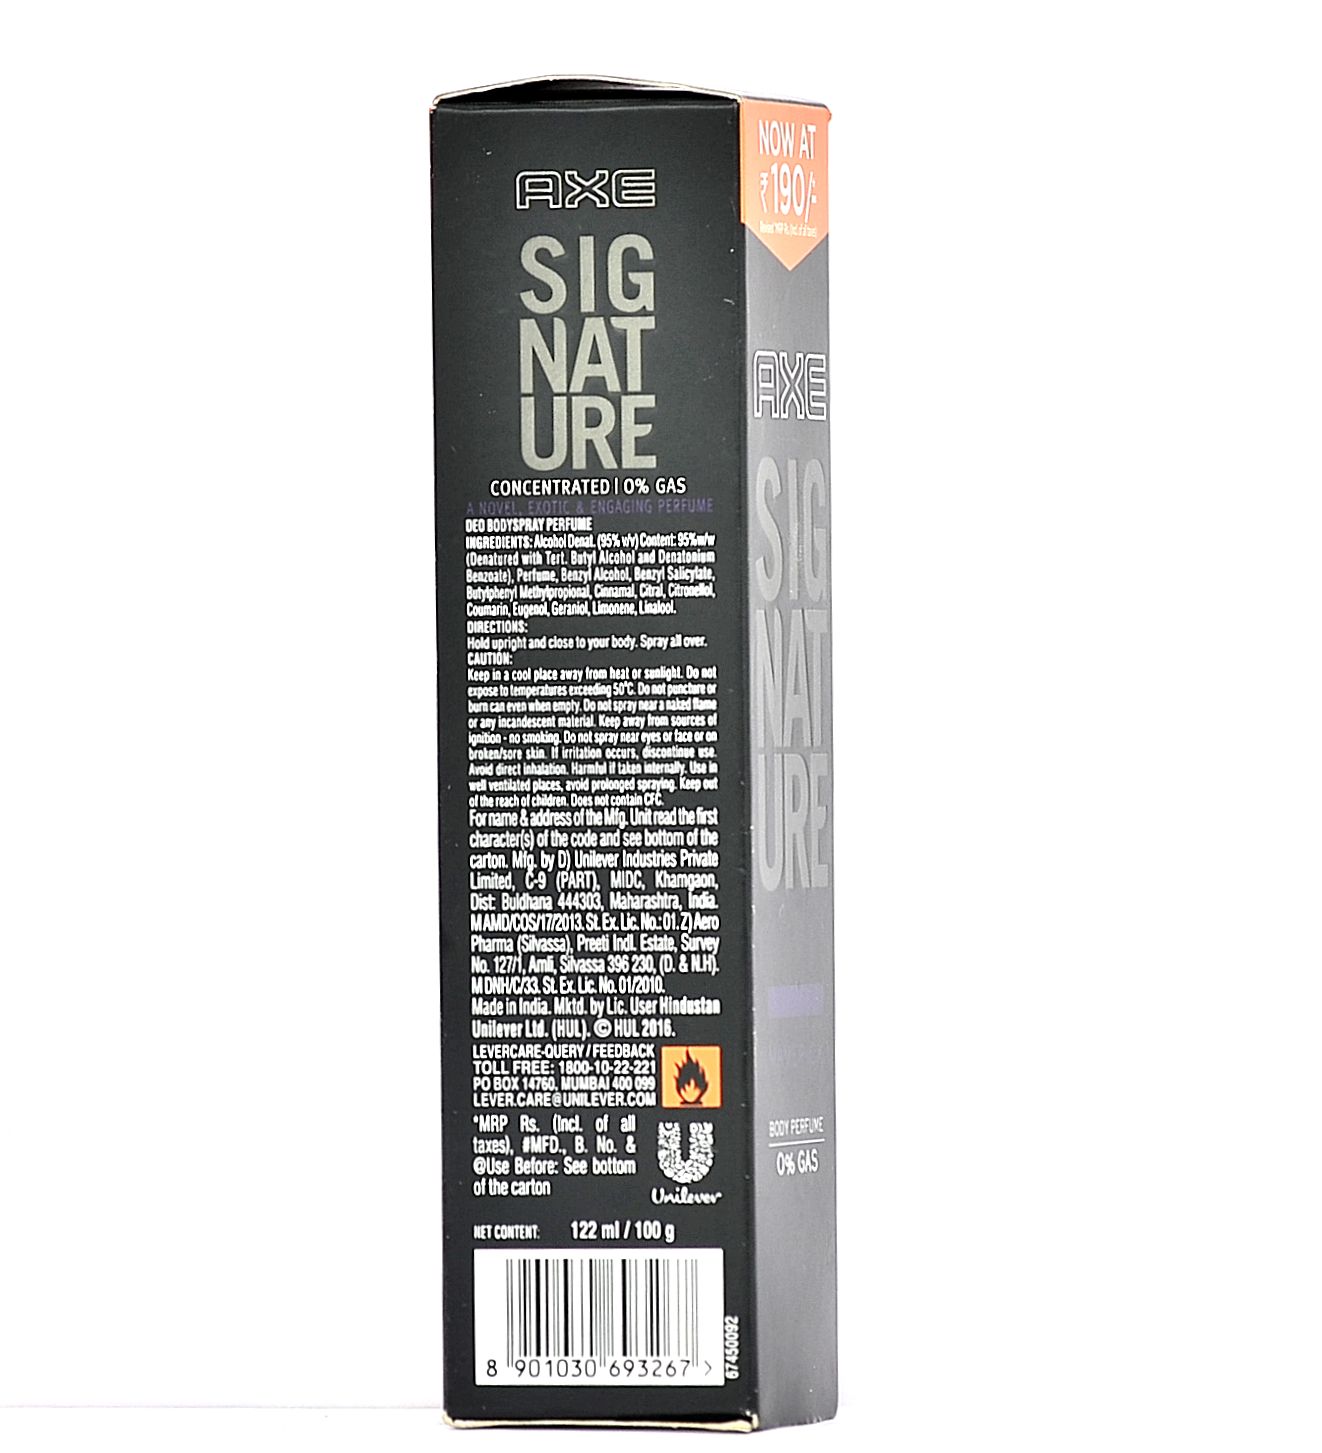 AXE
SIG
NAT
URE
CONCENTRATED | 0% GAS
A NOVEL, EXOTIC & ENGAGING PERFUME
DEO BODYSPRAY PERFUME
INGREDIENTS: Alcohol Denat. (95% v/v) Content: 95%w/w
(Denatured with Tert. Butyl Alcohol and Denatonium
Benzoate), Perfume, Benzyl Alcohol, Benzyl Salicylate,
Butylphenyl Methylpropional, Cinnamal, Citral, Citronellol,
Coumarin, Eugenol, Geraniol, Limonene, Linalool.
DIRECTIONS:
Hold upright and close to your body. Spray all over.
CAUTION:
Keep in a cool place away from heat or sunlight. Do not
expose to temperatures exceeding 50°C. Do not puncture or
burn can even when empty. Do not spray near a naked flame
or any incandescent material. Keep away from sources of
ignition - no smoking. Do not spray near eyes or face or on
broken/sore skin. If irritation occurs, discontinue use.
Avoid direct inhalation. Harmful if taken internally. Use in
well ventilated places, avoid prolonged spraying. Keep out
of the reach of children. Does not contain CFC.
For name & address of the Mfg. Unit read the first
character(s) of the code and see bottom of the
carton. Mfg. by D) Unilever Industries Private
Limited, C-9 (PART), MIDC, Khamgaon,
Dist: Buldhana 444303, Maharashtra, India.
M AMD/COS/17/2013. St. Ex. Lic. No.: 01. Z) Aero
Pharma (Silvassa), Preeti Indl. Estate, Survey
No. 127/1, Amli, Silvassa 396 230, (D. & N.H).
M DNH/C/33. St. Ex. Lic. No. 01/2010.
Made in India. Mktd. by Lic. User Hindustan
Unilever Ltd. (HUL). © HUL 2016.
LEVERCARE-QUERY / FEEDBACK
TOLL FREE: 1800-10-22-221
PO BOX 14760, MUMBAI 400 099
LEVER.CARE@UNILEVER.COM
*MRP Rs. (Incl. of all
taxes), #MFD., B. No. &
@Use Before: See bottom
of the carton
Unilever
NET CONTENT: 122 ml / 100 g
8 901030 693267 >
67450092
NOW AT
₹190/-
Revised MRP Rs. (Incl. of all taxes)
AXE
SIG
NAT
URE
BODY PERFUME
0% GAS